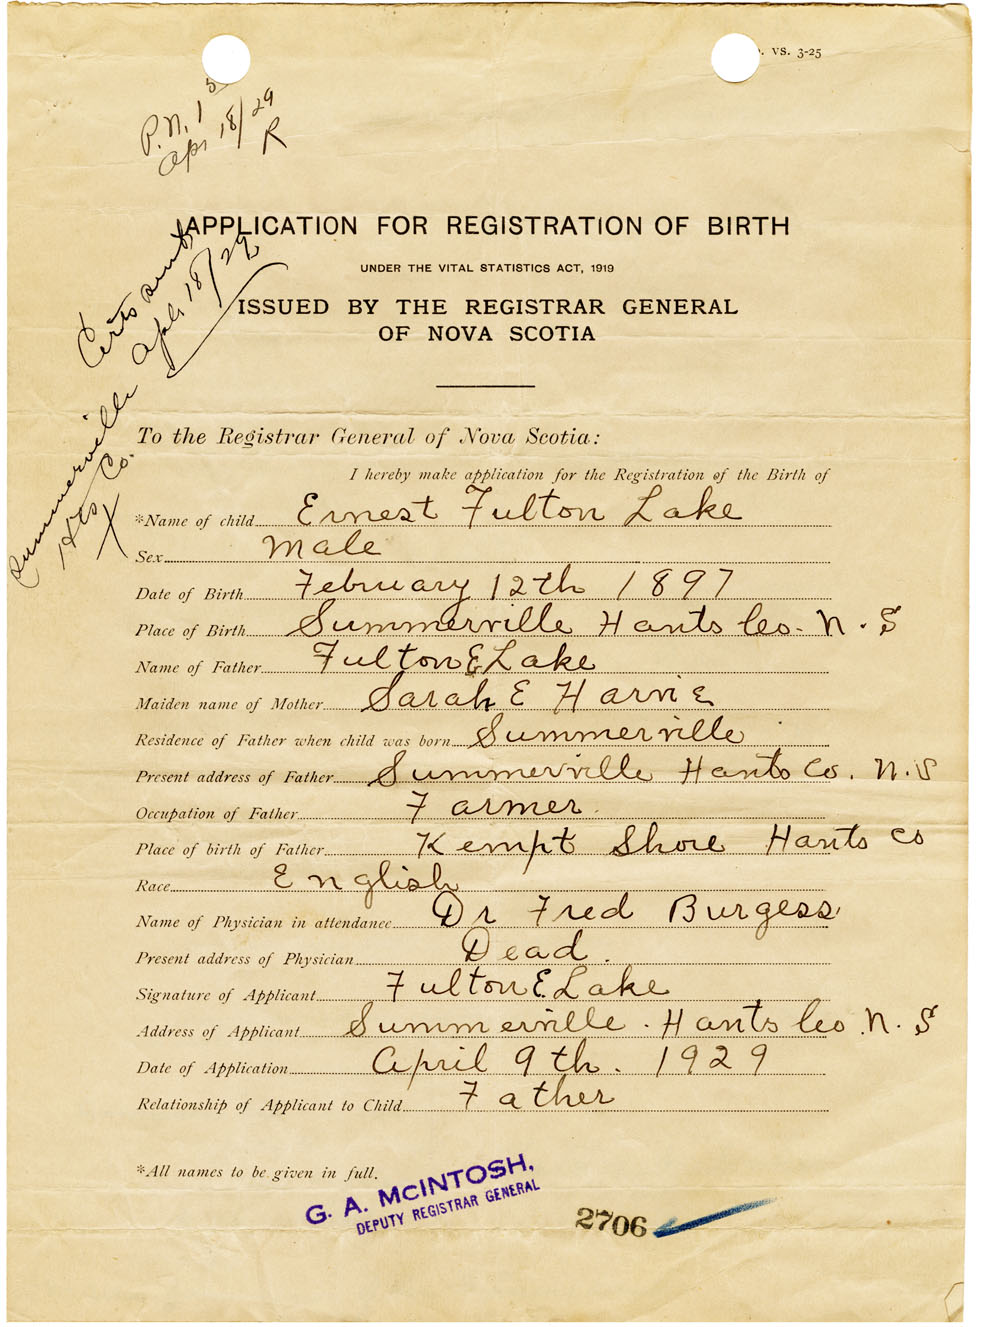 . VS. 3-25
P.N. 1 5
Apr 18/29
R
APPLICATION FOR REGISTRATION OF BIRTH
UNDER THE VITAL STATISTICS ACT, 1919
ISSUED BY THE REGISTRAR GENERAL
OF NOVA SCOTIA
Certs sent
Apl. 18/29
Summerville
Hts Co.
X
To the Registrar General of Nova Scotia:
I hereby make application for the Registration of the Birth of
*Name of child Ernest Fulton Lake
Sex Male
Date of Birth February 12th 1897
Place of Birth Summerville Hants Co. N. S
Name of Father Fulton E Lake
Maiden name of Mother Sarah E Harvie
Residence of Father when child was born Summerville
Present address of Father Summerville Hants Co. N.S
Occupation of Father Farmer.
Place of birth of Father Kempt Shore Hants Co
Race English
Name of Physician in attendance Dr Fred Burgess
Present address of Physician Dead.
Signature of Applicant Fulton E. Lake
Address of Applicant Summerville. Hants Co. N. S
Date of Application April 9th. 1929
Relationship of Applicant to Child Father
*All names to be given in full.
G. A. McINTOSH,
DEPUTY REGISTRAR GENERAL
2706